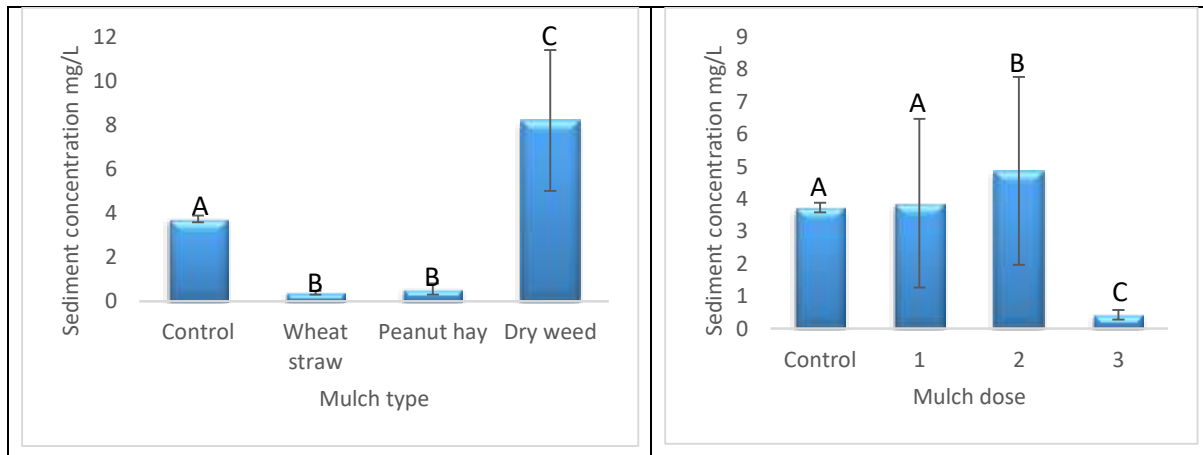 Sediment concentration mg/L
12
10
8
6
4
2
0
A
B
B
C
Control
Wheat straw
Peanut hay
Dry weed
Mulch type
Sediment concentration mg/L
9
8
7
6
5
4
3
2
1
0
A
A
B
C
Control
1
2
3
Mulch dose